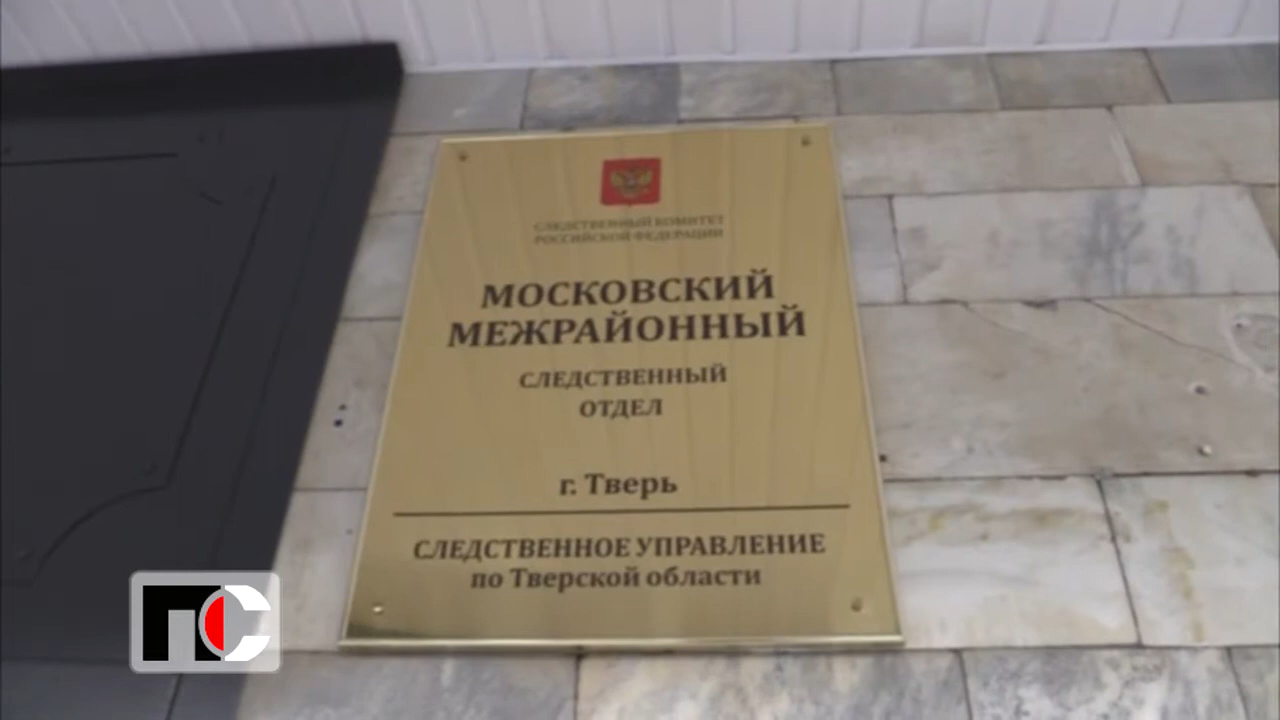 СЛЕДСТВЕННЫЙ КОМИТЕТ
РОССИЙСКОЙ ФЕДЕРАЦИИ
МОСКОВСКИЙ
МЕЖРАЙОННЫЙ
СЛЕДСТВЕННЫЙ
ОТДЕЛ
г. Тверь
СЛЕДСТВЕННОЕ УПРАВЛЕНИЕ
по Тверской области
ПС